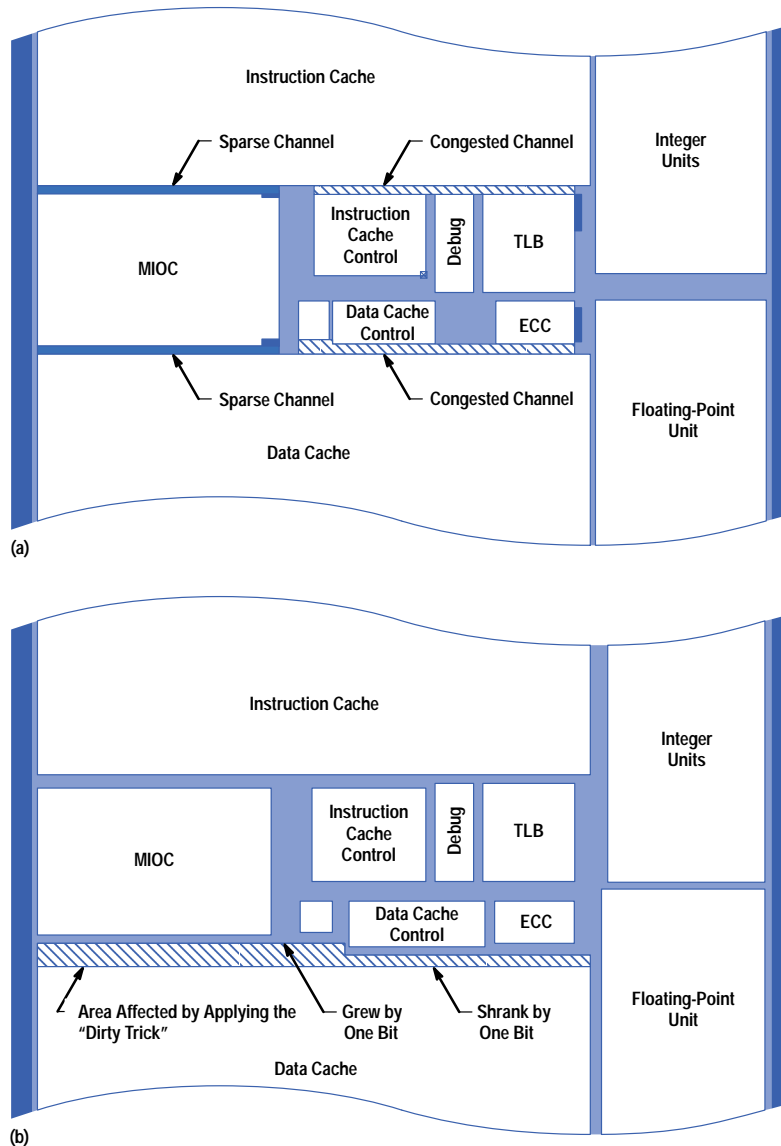 Instruction Cache
Sparse Channel
Congested Channel
Integer
Units
Instruction
Cache
Control
Debug
TLB
MIOC
Data Cache
Control
ECC
Sparse Channel
Congested Channel
Floating-Point
Unit
Data Cache
(a)
Instruction Cache
Integer
Units
Instruction
Cache
Control
Debug
TLB
MIOC
Data Cache
Control
ECC
Area Affected by Applying the
“Dirty Trick”
Grew by
One Bit
Shrank by
One Bit
Floating-Point
Unit
Data Cache
(b)